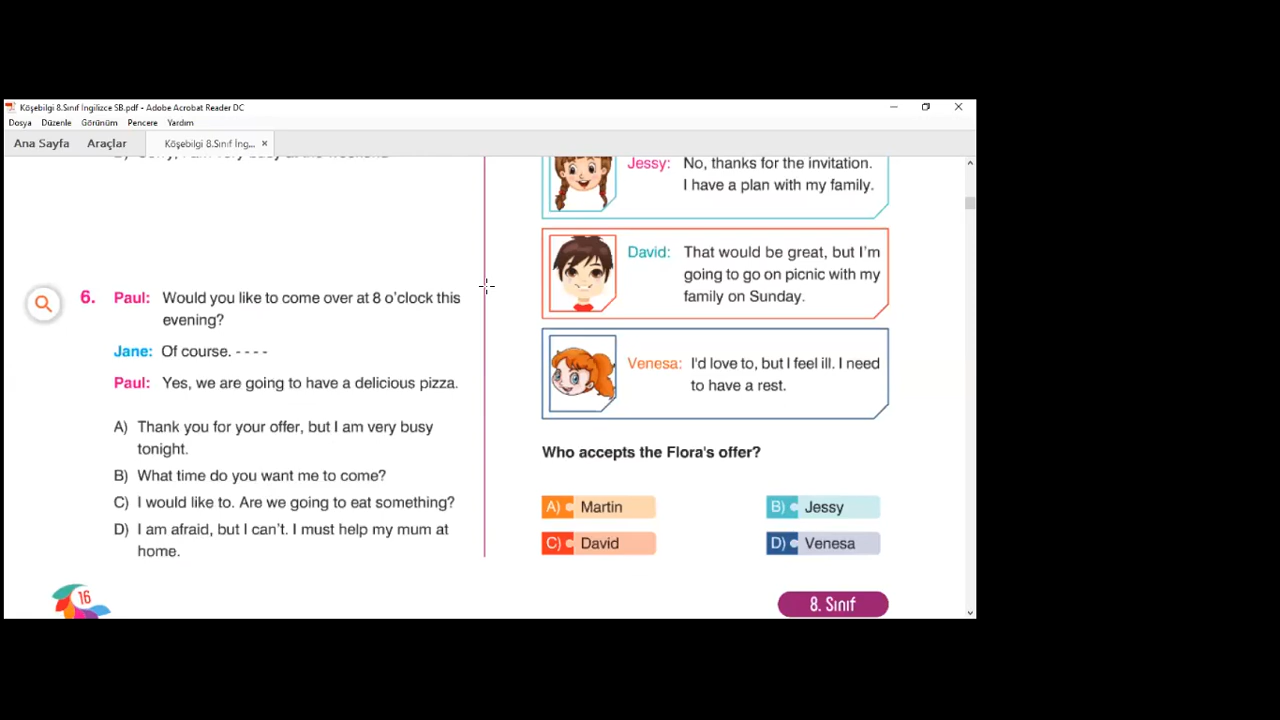 Köşebilgi 8.Sınıf İngilizce SB.pdf - Adobe Acrobat Reader DC
Dosya Düzenle Görünüm Pencere Yardım
Ana Sayfa Araçlar Köşebilgi 8.Sınıf İng... ×
6. Paul: Would you like to come over at 8 o'clock this
evening?
Jane: Of course. - - - -
Paul: Yes, we are going to have a delicious pizza.
A) Thank you for your offer, but I am very busy
tonight.
B) What time do you want me to come?
C) I would like to. Are we going to eat something?
D) I am afraid, but I can't. I must help my mum at
home.
16
Jessy: No, thanks for the invitation.
I have a plan with my family.
David: That would be great, but I'm
going to go on picnic with my
family on Sunday.
Venesa: I'd love to, but I feel ill. I need
to have a rest.
Who accepts the Flora's offer?
A) Martin
B) Jessy
C) David
D) Venesa
8. Sınıf